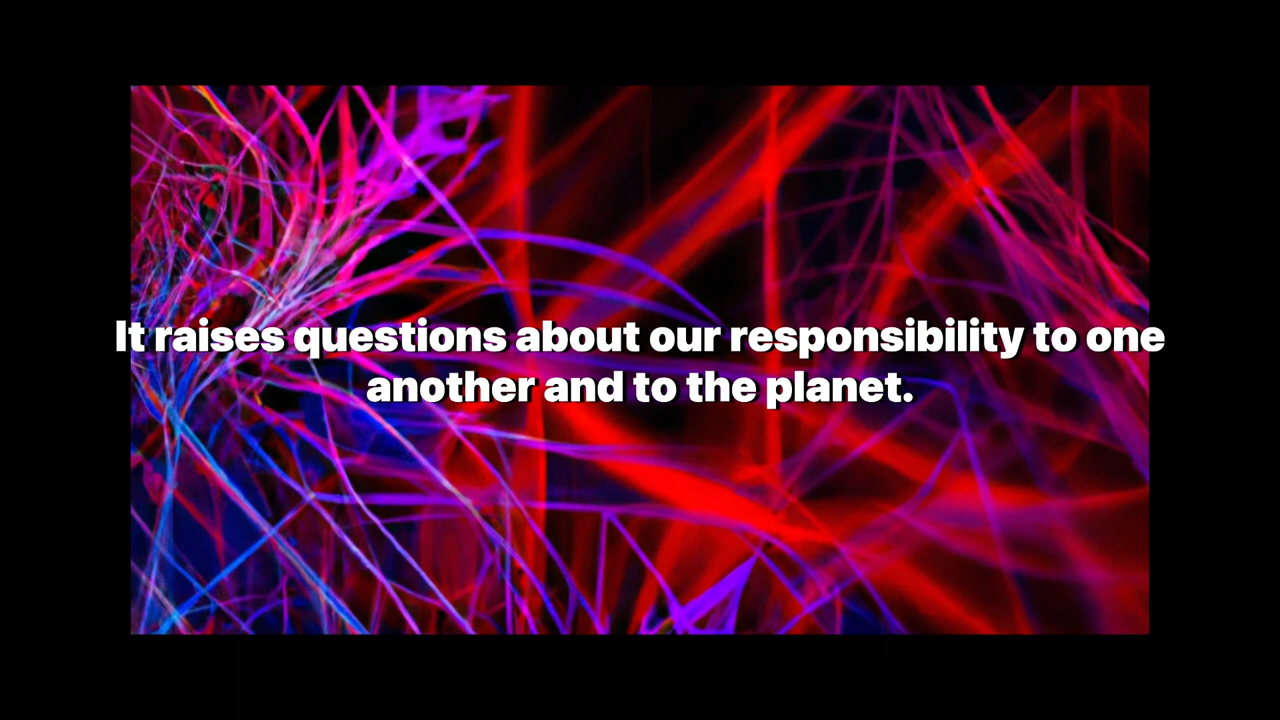 It raises questions about our responsibility to one
another and to the planet.